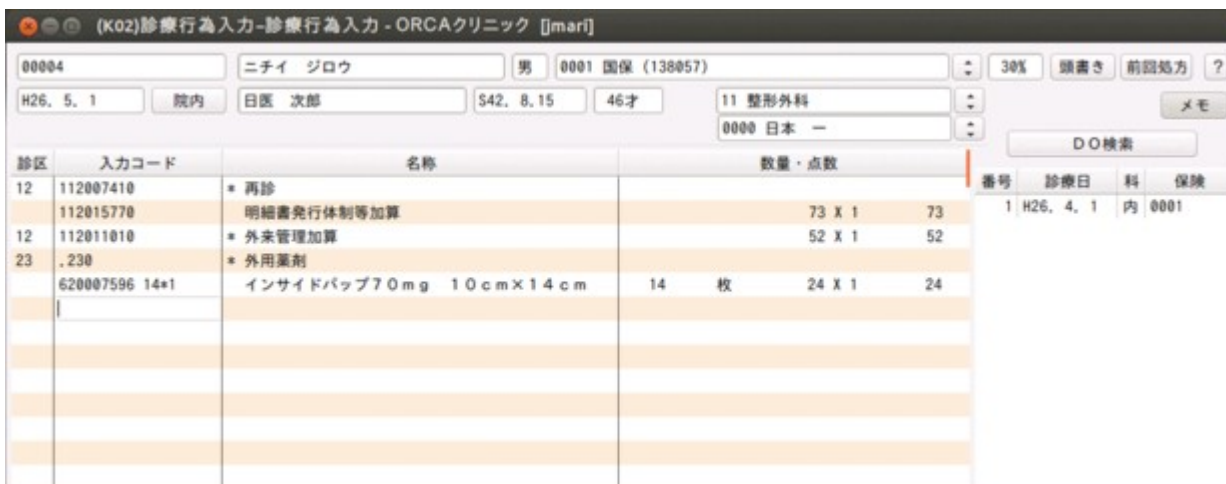 (K02)診療行為入力-診療行為入力 - ORCAクリニック [jmari]
00004 ニチイ ジロウ 男 0001 国保 (138057) 30% 頭書き 前回処方 ?
H26. 5. 1 院内 日医 次郎 S42. 8.15 46才 11 整形外科 メモ
0000 日本 一
DO検索
診区 入力コード 名称 数量・点数
番号 診療日 科 保険
12 112007410 * 再診
1 H26. 4. 1 内 0001
112015770 明細書発行体制等加算 73 X 1 73
12 112011010 * 外来管理加算 52 X 1 52
23 .230 * 外用薬剤
620007596 14*1 インサイドパップ70mg 10cm×14cm 14 枚 24 X 1 24